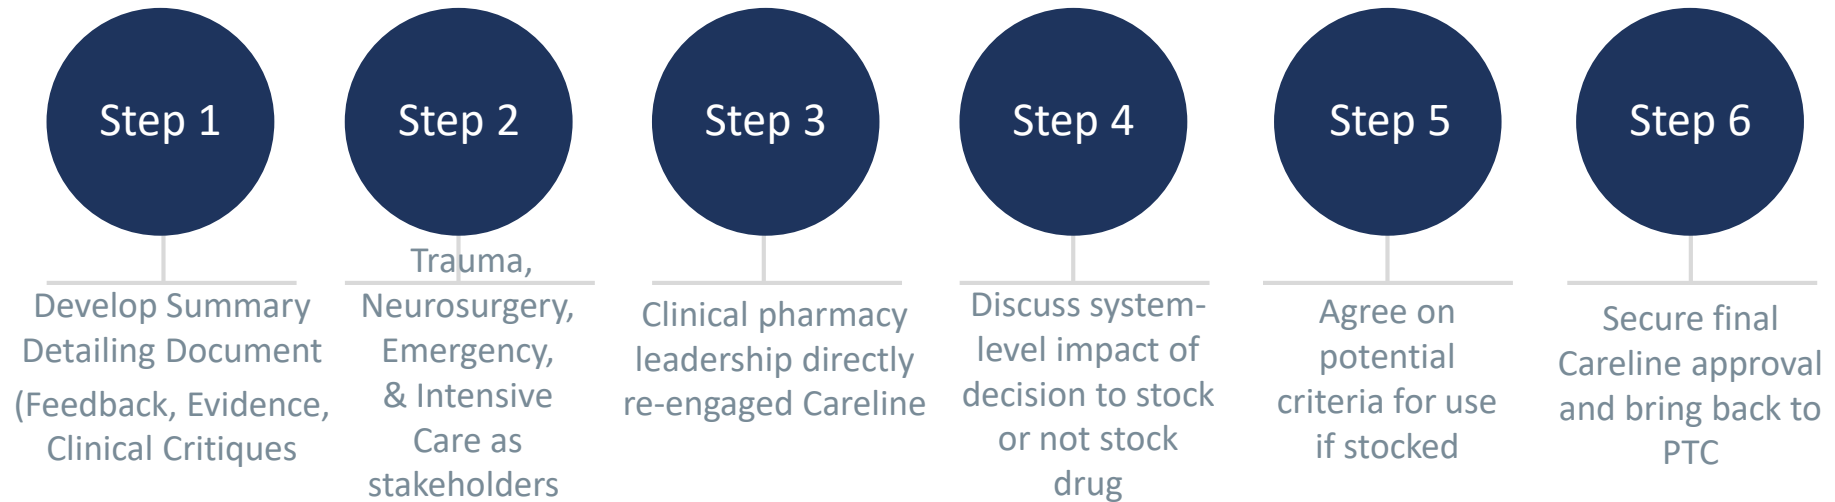 Step 1
Develop Summary
Detailing Document
(Feedback, Evidence,
Clinical Critiques
Step 2
Trauma,
Neurosurgery,
Emergency,
& Intensive
Care as
stakeholders
Step 3
Clinical pharmacy
leadership directly
re-engaged Careline
Step 4
Discuss system-
level impact of
decision to stock
or not stock
drug
Step 5
Agree on
potential
criteria for use
if stocked
Step 6
Secure final
Careline approval
and bring back to
PTC